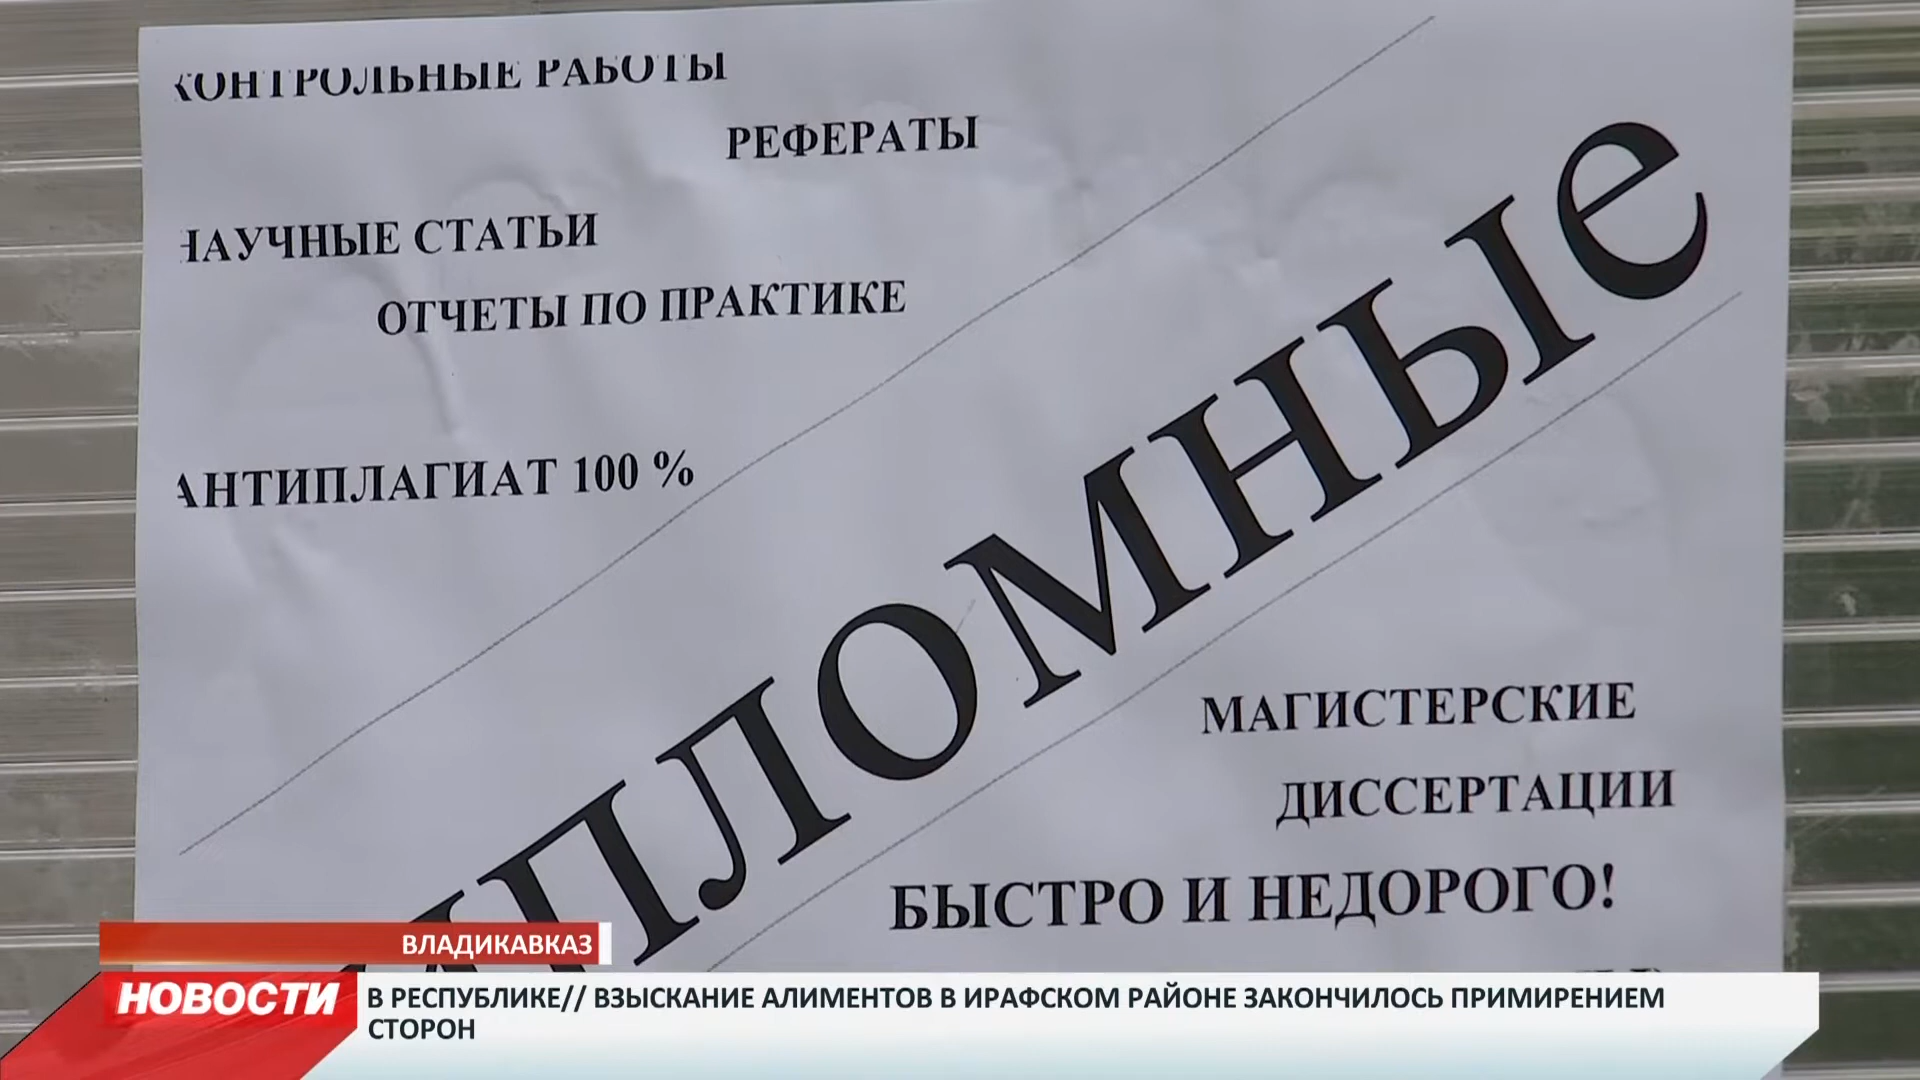 КОНТРОЛЬНЫЕ РАБОТЫ
РЕФЕРАТЫ
НАУЧНЫЕ СТАТЬИ
ОТЧЕТЫ ПО ПРАКТИКЕ
АНТИПЛАГИАТ 100 %
ИПЛОМНЫЕ
МАГИСТЕРСКИЕ
ДИССЕРТАЦИИ
БЫСТРО И НЕДОРОГО!
ВЛАДИКАВКАЗ
НОВОСТИ
В РЕСПУБЛИКЕ// ВЗЫСКАНИЕ АЛИМЕНТОВ В ИРАФСКОМ РАЙОНЕ ЗАКОНЧИЛОСЬ ПРИМИРЕНИЕМ
СТОРОН